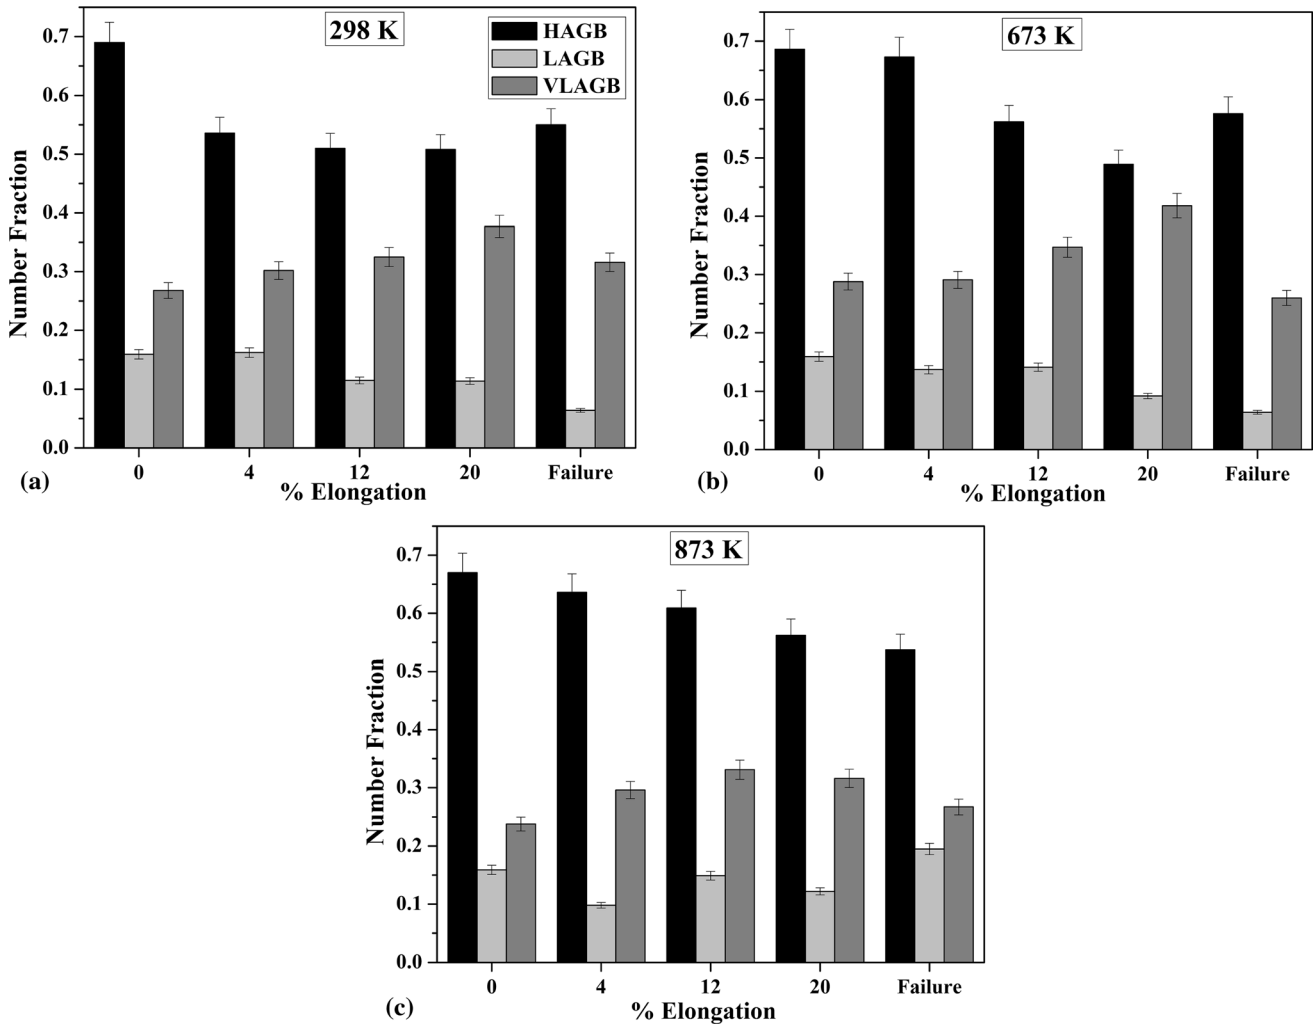 298 K
HAGB
LAGB
VLAGB
Number Fraction
0.7
0.6
0.5
0.4
0.3
0.2
0.1
0.0
0 4 12 20 Failure
% Elongation
(a)
673 K
Number Fraction
0.7
0.6
0.5
0.4
0.3
0.2
0.1
0.0
0 4 12 20 Failure
% Elongation
(b)
873 K
Number Fraction
0.7
0.6
0.5
0.4
0.3
0.2
0.1
0.0
0 4 12 20 Failure
% Elongation
(c)